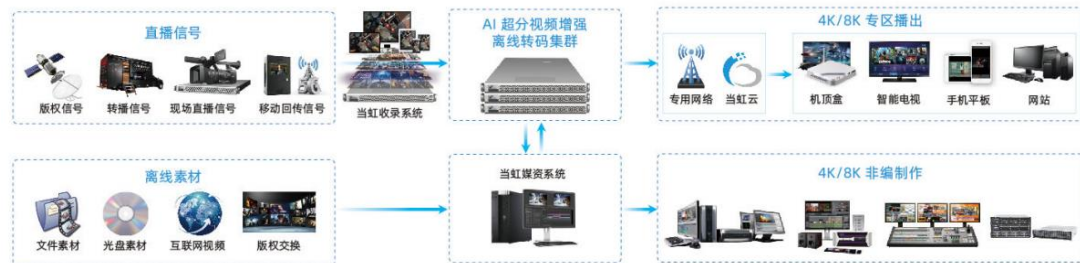 直播信号
版权信号
转播信号
现场直播信号
移动回传信号
当虹收录系统
AI 超分视频增强
离线转码集群
4K/8K 专区播出
专用网络
当虹云
机顶盒
智能电视
手机平板
网站
离线素材
文件素材
光盘素材
互联网视频
版权交换
当虹媒资系统
4K/8K 非编制作